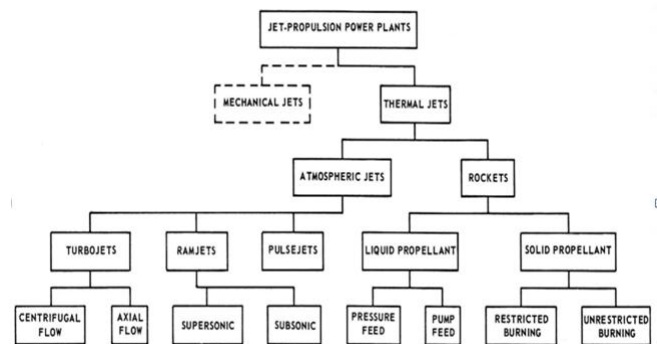 JET-PROPULSION POWER PLANTS
MECHANICAL JETS
THERMAL JETS
ATMOSPHERIC JETS
ROCKETS
TURBOJETS
RAMJETS
PULSEJETS
LIQUID PROPELLANT
SOLID PROPELLANT
CENTRIFUGAL
FLOW
AXIAL
FLOW
SUPERSONIC
SUBSONIC
PRESSURE
FEED
PUMP
FEED
RESTRICTED
BURNING
UNRESTRICTED
BURNING